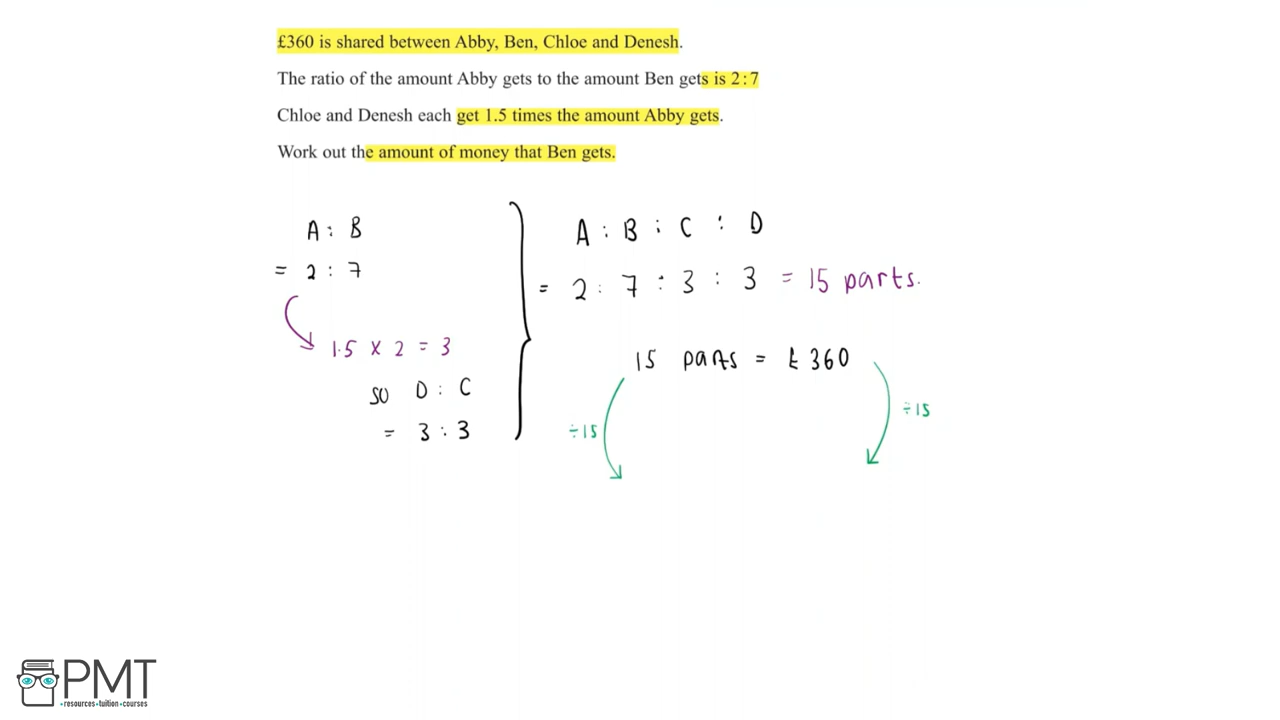 £360 is shared between Abby, Ben, Chloe and Denesh.
The ratio of the amount Abby gets to the amount Ben gets is 2 : 7
Chloe and Denesh each get 1.5 times the amount Abby gets.
Work out the amount of money that Ben gets.
A : B
= 2 : 7
1.5 × 2 = 3
so D : C
= 3 : 3
A : B : C : D
= 2 : 7 : 3 : 3 = 15 parts.
15 parts = £360
÷15
÷15
PMT
•resources•tuition•courses